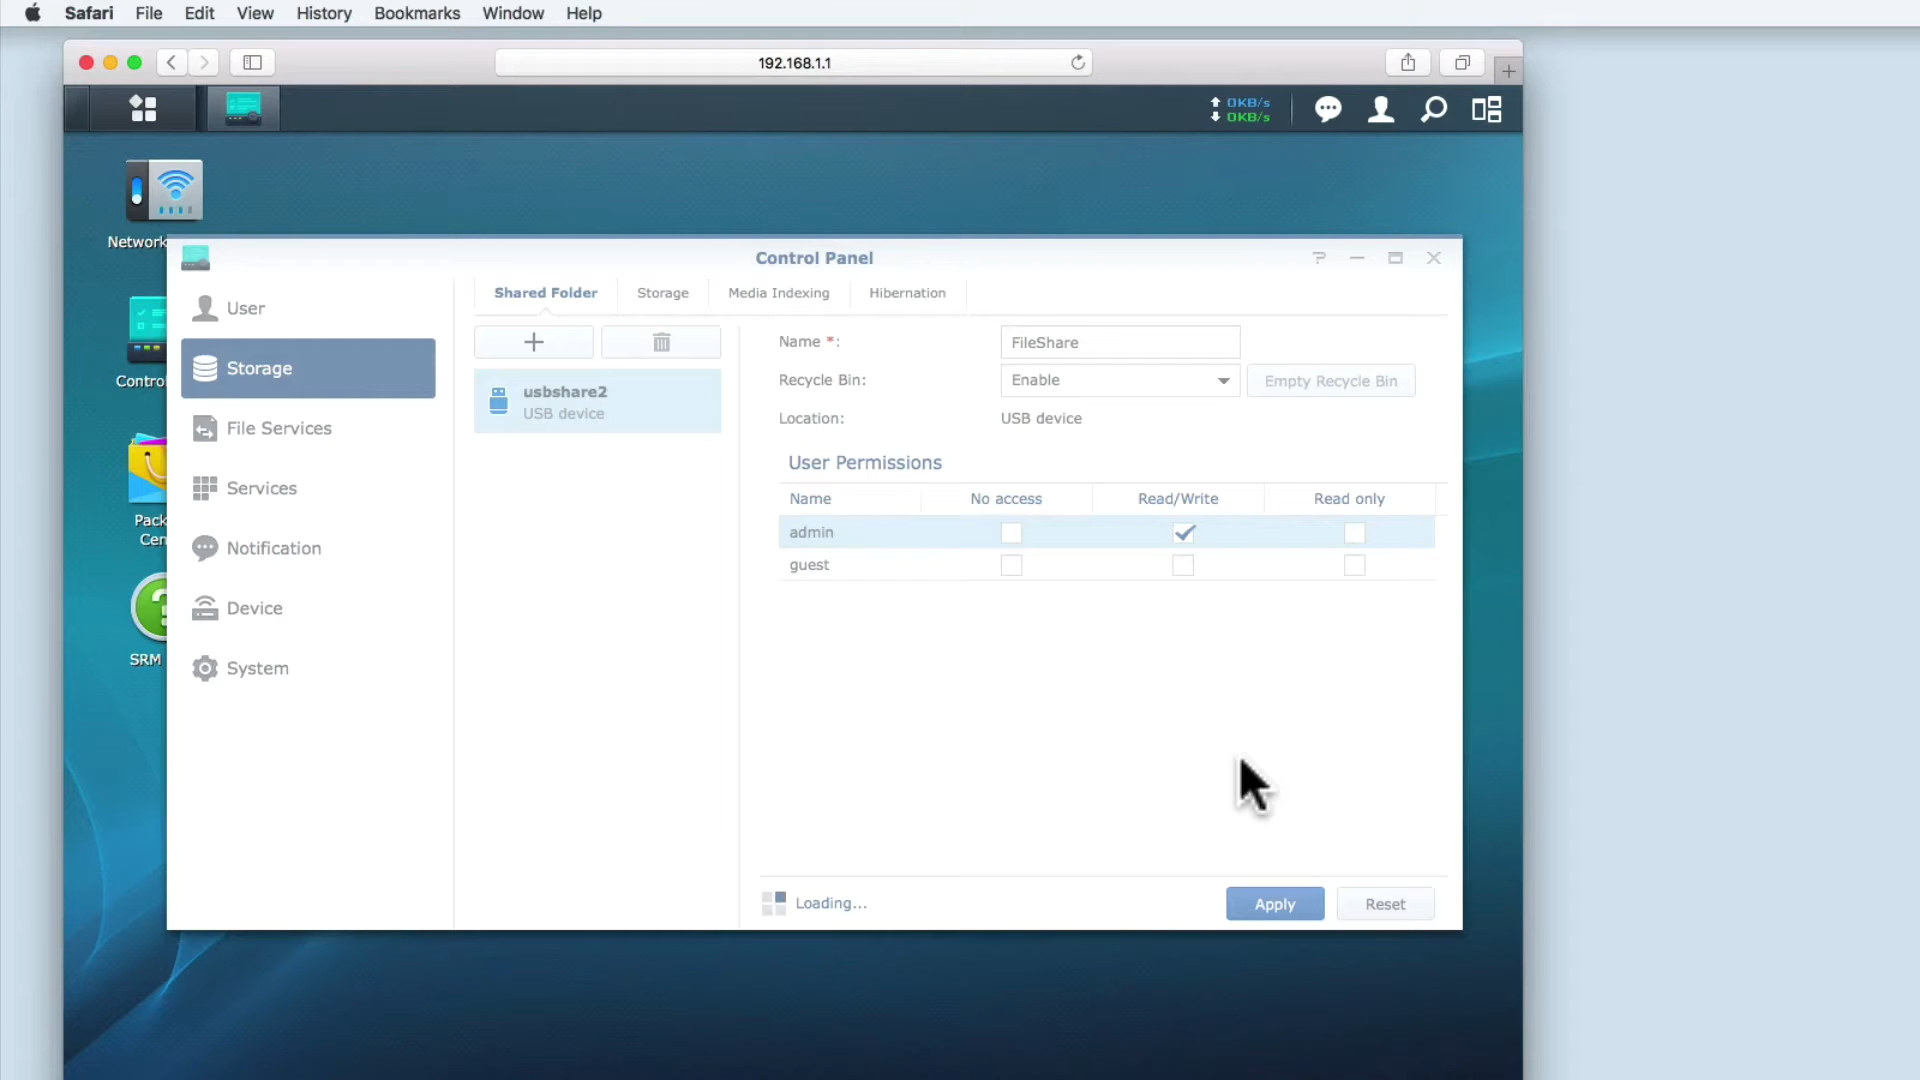 Safari File Edit View History Bookmarks Window Help
192.168.1.1
0KB/s
0KB/s
Network
Control Panel
User
Shared Folder Storage Media Indexing Hibernation
Name *: FileShare
Storage
Control
Recycle Bin: Enable Empty Recycle Bin
usbshare2
USB device
Location: USB device
File Services
User Permissions
Services
Name No access Read/Write Read only
Pack
Cen
admin
Notification
guest
Device
SRM
System
Loading... Apply Reset